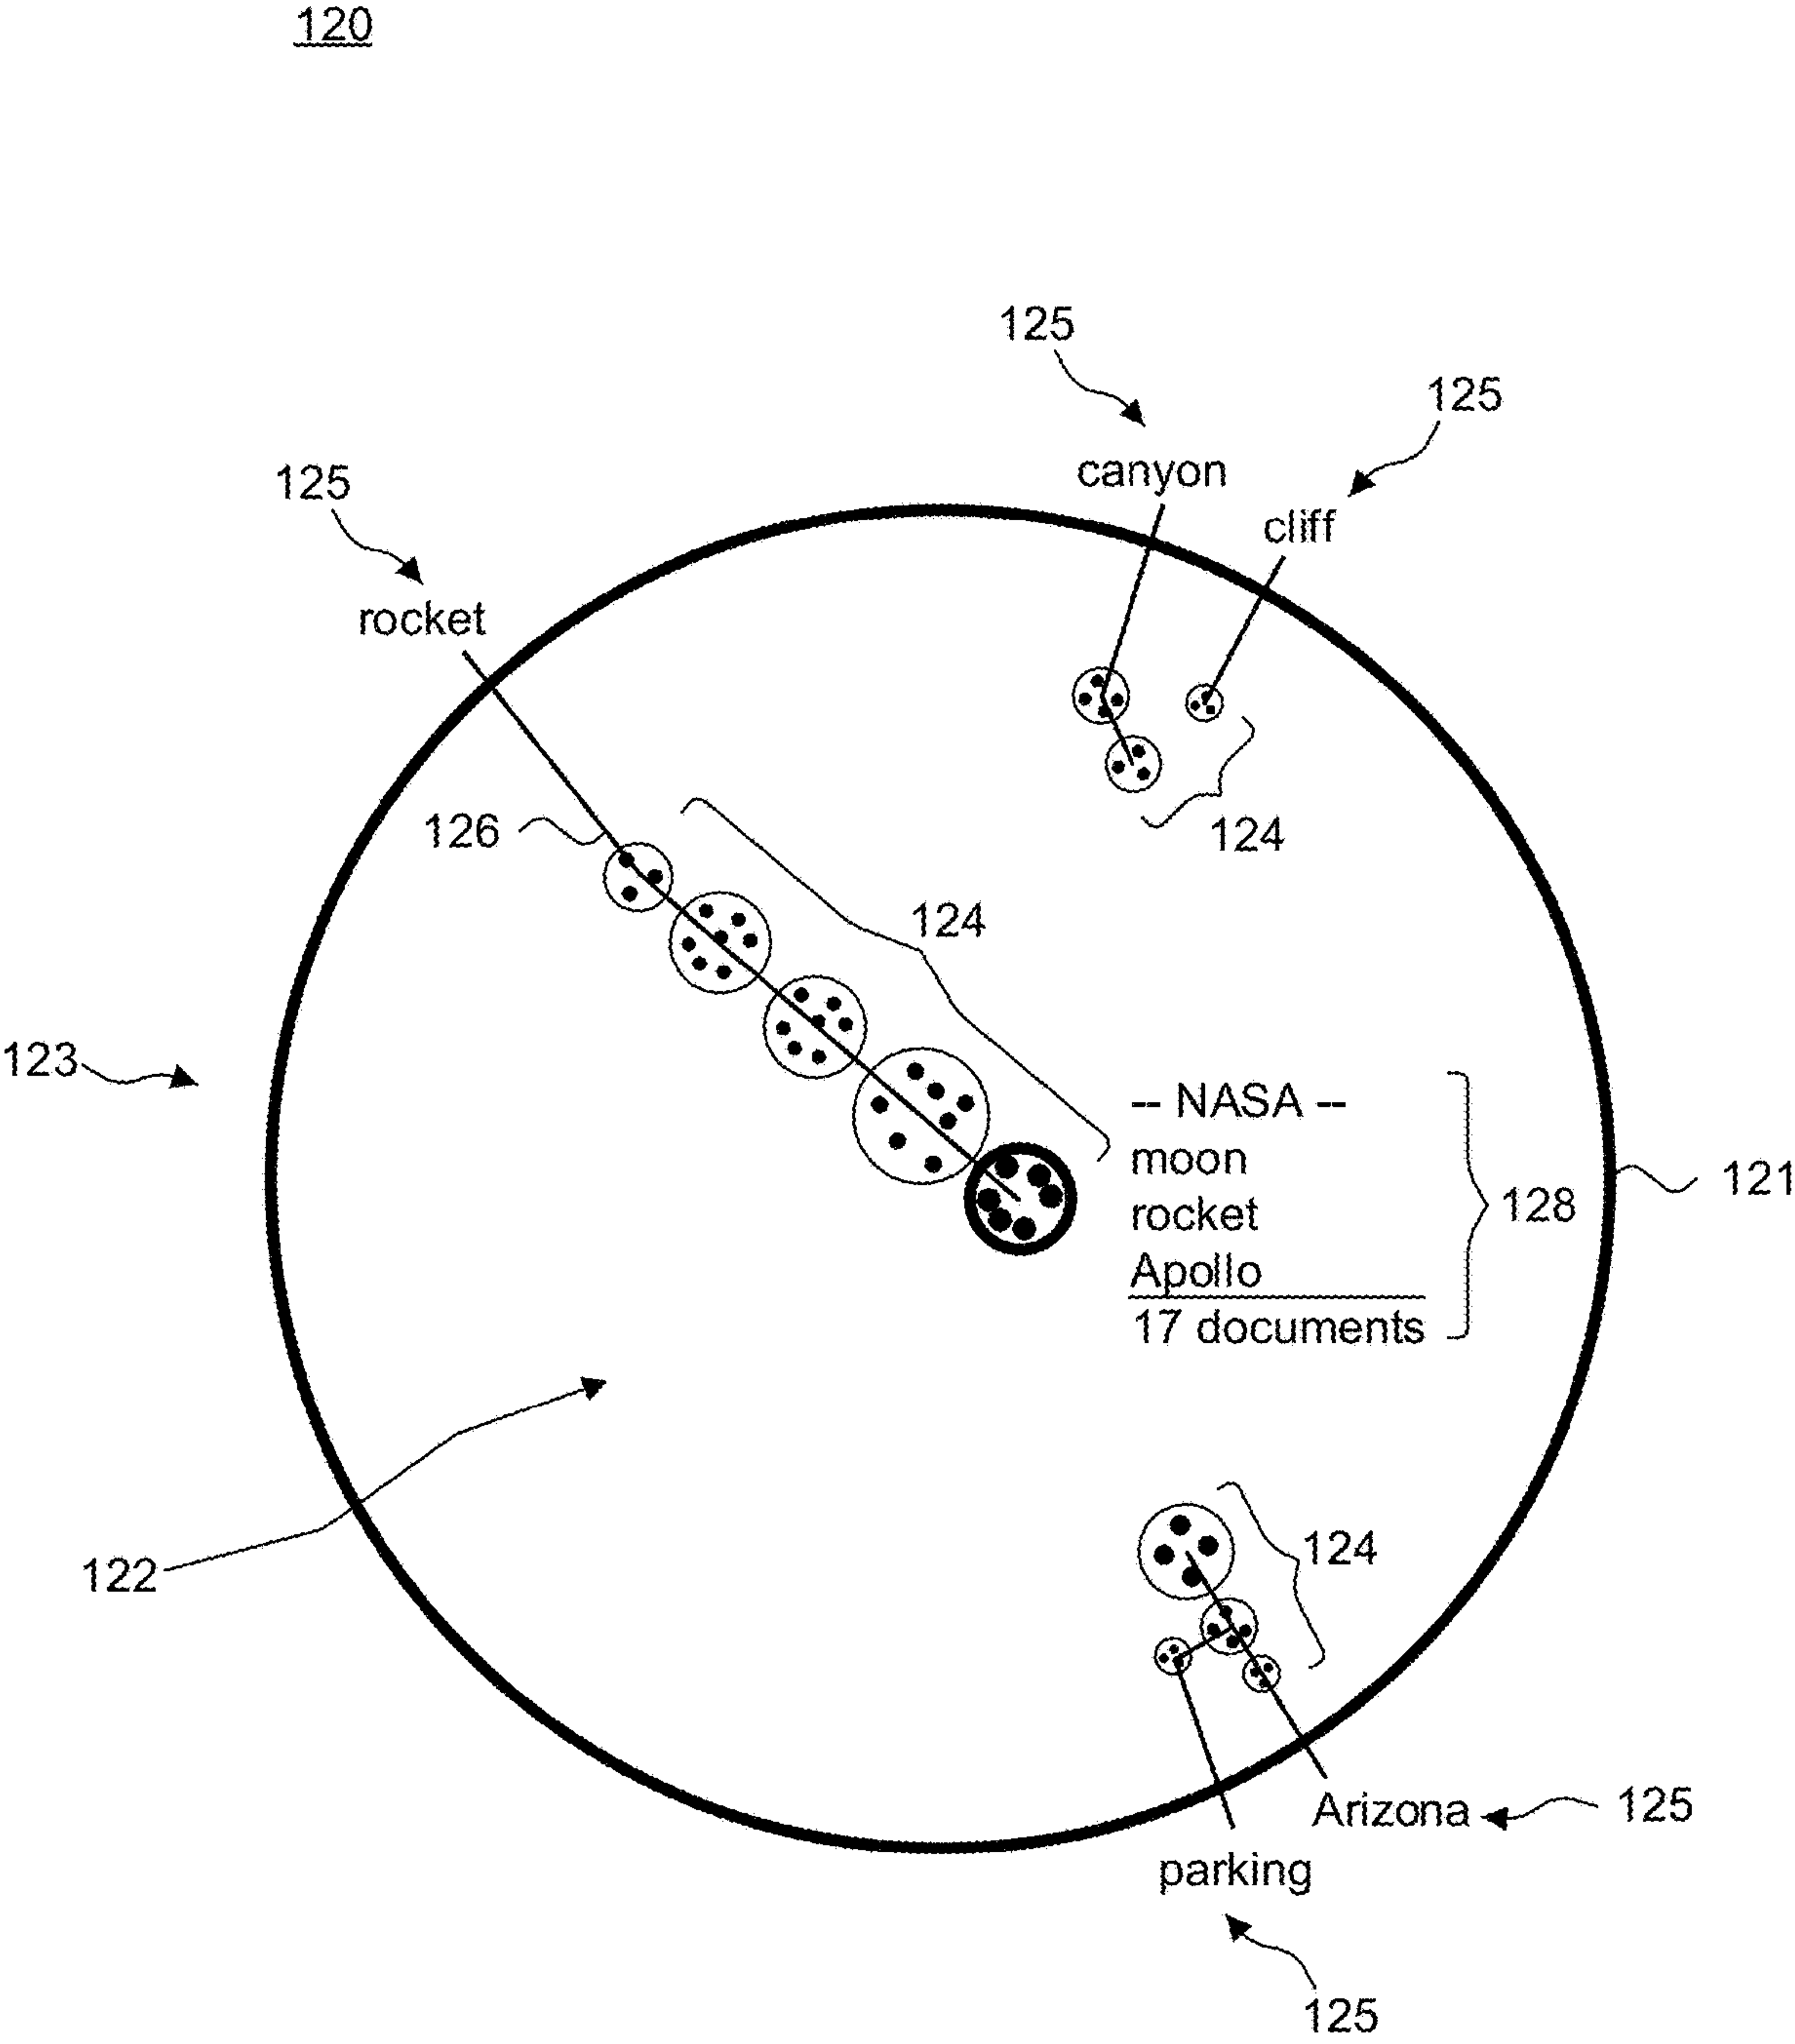 120
125
125
canyon
125
cliff
rocket
126
124
124
123
-- NASA --
moon
rocket
Apollo
17 documents
128
121
122
124
Arizona
125
parking
125